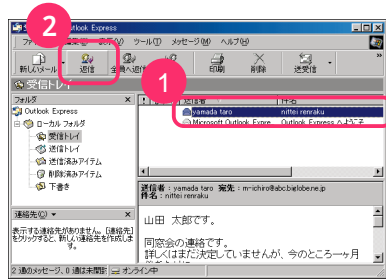 Outlook Express
2
ツール(T) メッセージ(M) ヘルプ(H)
新しいメール 返信 全員へ返信 印刷 削除 送受信
1
受信トレイ
フォルダ
送信者 件名
Outlook Express
yamada taro nittei renraku
ローカル フォルダ
Microsoft Outlook Expre Outlook Express へようこそ
受信トレイ
送信トレイ
送信済みアイテム
削除済みアイテム
下書き
送信者: yamada taro 宛先: m-ichiro@abc.biglobe.ne.jp
件名: nittei renraku
連絡先(C)
表示する連絡先がありません。[連絡先]をクリックすると、新しい連絡先を作成します。
山田 太郎です。
同窓会の連絡です。
詳しくはまだ決定していませんが、今のところ一ヶ月
2 通のメッセージ、0 通は未開封 オンライン中